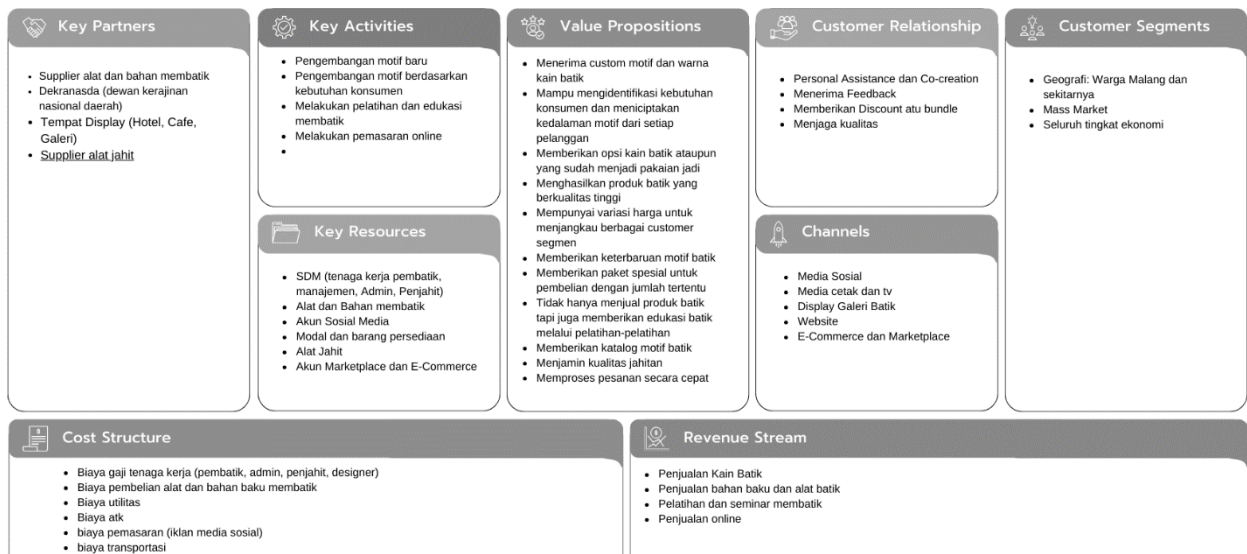 Key Partners
Supplier alat dan bahan membatik
Dekranasda (dewan kerajinan
nasional daerah)
Tempat Display (Hotel, Cafe,
Galeri)
Supplier alat jahit
Key Activities
Pengembangan motif baru
Pengembangan motif berdasarkan
kebutuhan konsumen
Melakukan pelatihan dan edukasi
membatik
Melakukan pemasaran online
Key Resources
SDM (tenaga kerja pembatik,
manajemen, Admin, Penjahit)
Alat dan Bahan membatik
Akun Sosial Media
Modal dan barang persediaan
Alat Jahit
Akun Marketplace dan E-Commerce
Value Propositions
Menerima custom motif dan warna
kain batik
Mampu mengidentifikasi kebutuhan
konsumen dan meniciptakan
kedalaman motif dari setiap
pelanggan
Memberikan opsi kain batik ataupun
yang sudah menjadi pakaian jadi
Menghasilkan produk batik yang
berkualitas tinggi
Mempunyai variasi harga untuk
menjangkau berbagai customer
segmen
Memberikan keterbaruan motif batik
Memberikan paket spesial untuk
pembelian dengan jumlah tertentu
Tidak hanya menjual produk batik
tapi juga memberikan edukasi batik
melalui pelatihan-pelatihan
Memberikan katalog motif batik
Menjamin kualitas jahitan
Memproses pesanan secara cepat
Customer Relationship
Personal Assistance dan Co-creation
Menerima Feedback
Memberikan Discount atu bundle
Menjaga kualitas
Channels
Media Sosial
Media cetak dan tv
Display Galeri Batik
Website
E-Commerce dan Marketplace
Customer Segments
Geografi: Warga Malang dan
sekitarnya
Mass Market
Seluruh tingkat ekonomi
Cost Structure
Biaya gaji tenaga kerja (pembatik, admin, penjahit, designer)
Biaya pembelian alat dan bahan baku membatik
Biaya utilitas
Biaya atk
biaya pemasaran (iklan media sosial)
biaya transportasi
Revenue Stream
Penjualan Kain Batik
Penjualan bahan baku dan alat batik
Pelatihan dan seminar membatik
Penjualan online